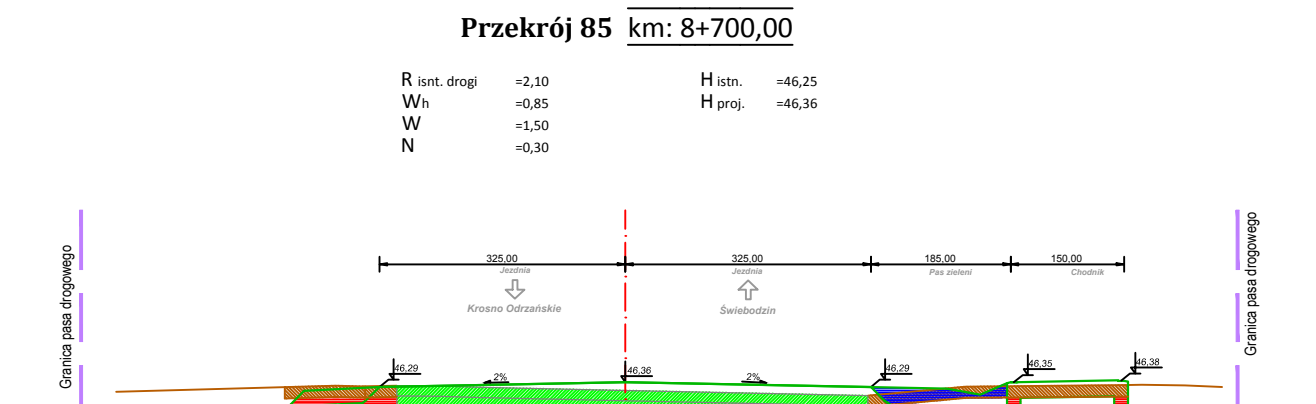 Przekrój 85 km: 8+700,00
R isnt. drogi =2,10 H istn. =46,25
Wh =0,85 H proj. =46,36
W =1,50
N =0,30
Granica pasa drogowego
325,00 325,00 185,00 150,00
Jezdnia Jezdnia Pas zieleni Chodnik
Krosno Odrzańskie Świebodzin
Granica pasa drogowego
46,29 2% 46,36 2% 46,29 46,35 46,38